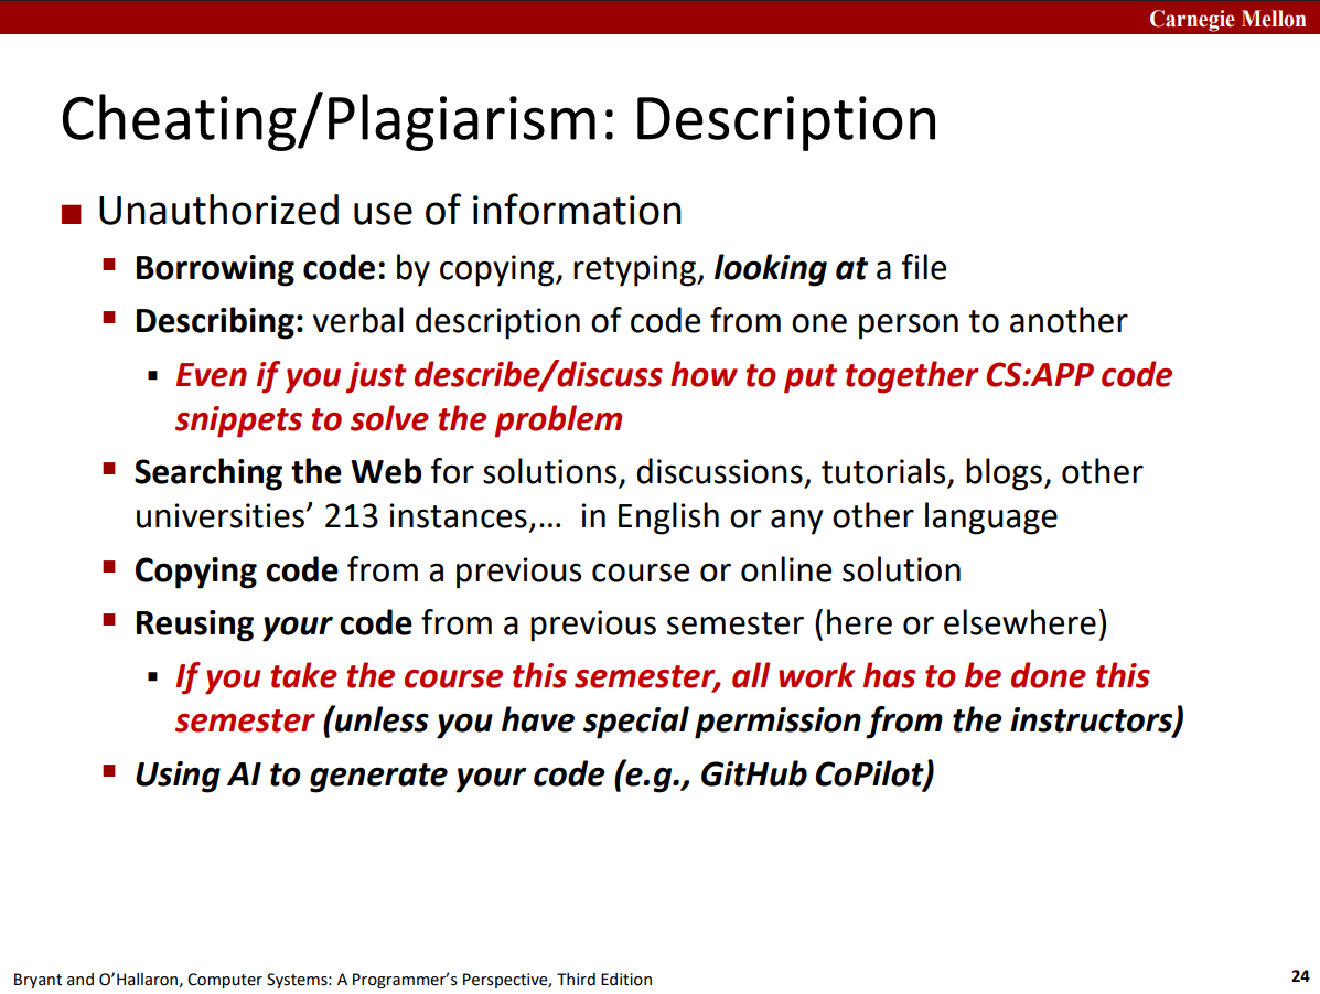 Carnegie Mellon
Cheating/Plagiarism: Description
■ Unauthorized use of information
▪ Borrowing code: by copying, retyping, looking at a file
▪ Describing: verbal description of code from one person to another
▪ Even if you just describe/discuss how to put together CS:APP code
snippets to solve the problem
▪ Searching the Web for solutions, discussions, tutorials, blogs, other
universities’ 213 instances,… in English or any other language
▪ Copying code from a previous course or online solution
▪ Reusing your code from a previous semester (here or elsewhere)
▪ If you take the course this semester, all work has to be done this
semester (unless you have special permission from the instructors)
▪ Using AI to generate your code (e.g., GitHub CoPilot)
Bryant and O’Hallaron, Computer Systems: A Programmer’s Perspective, Third Edition
24